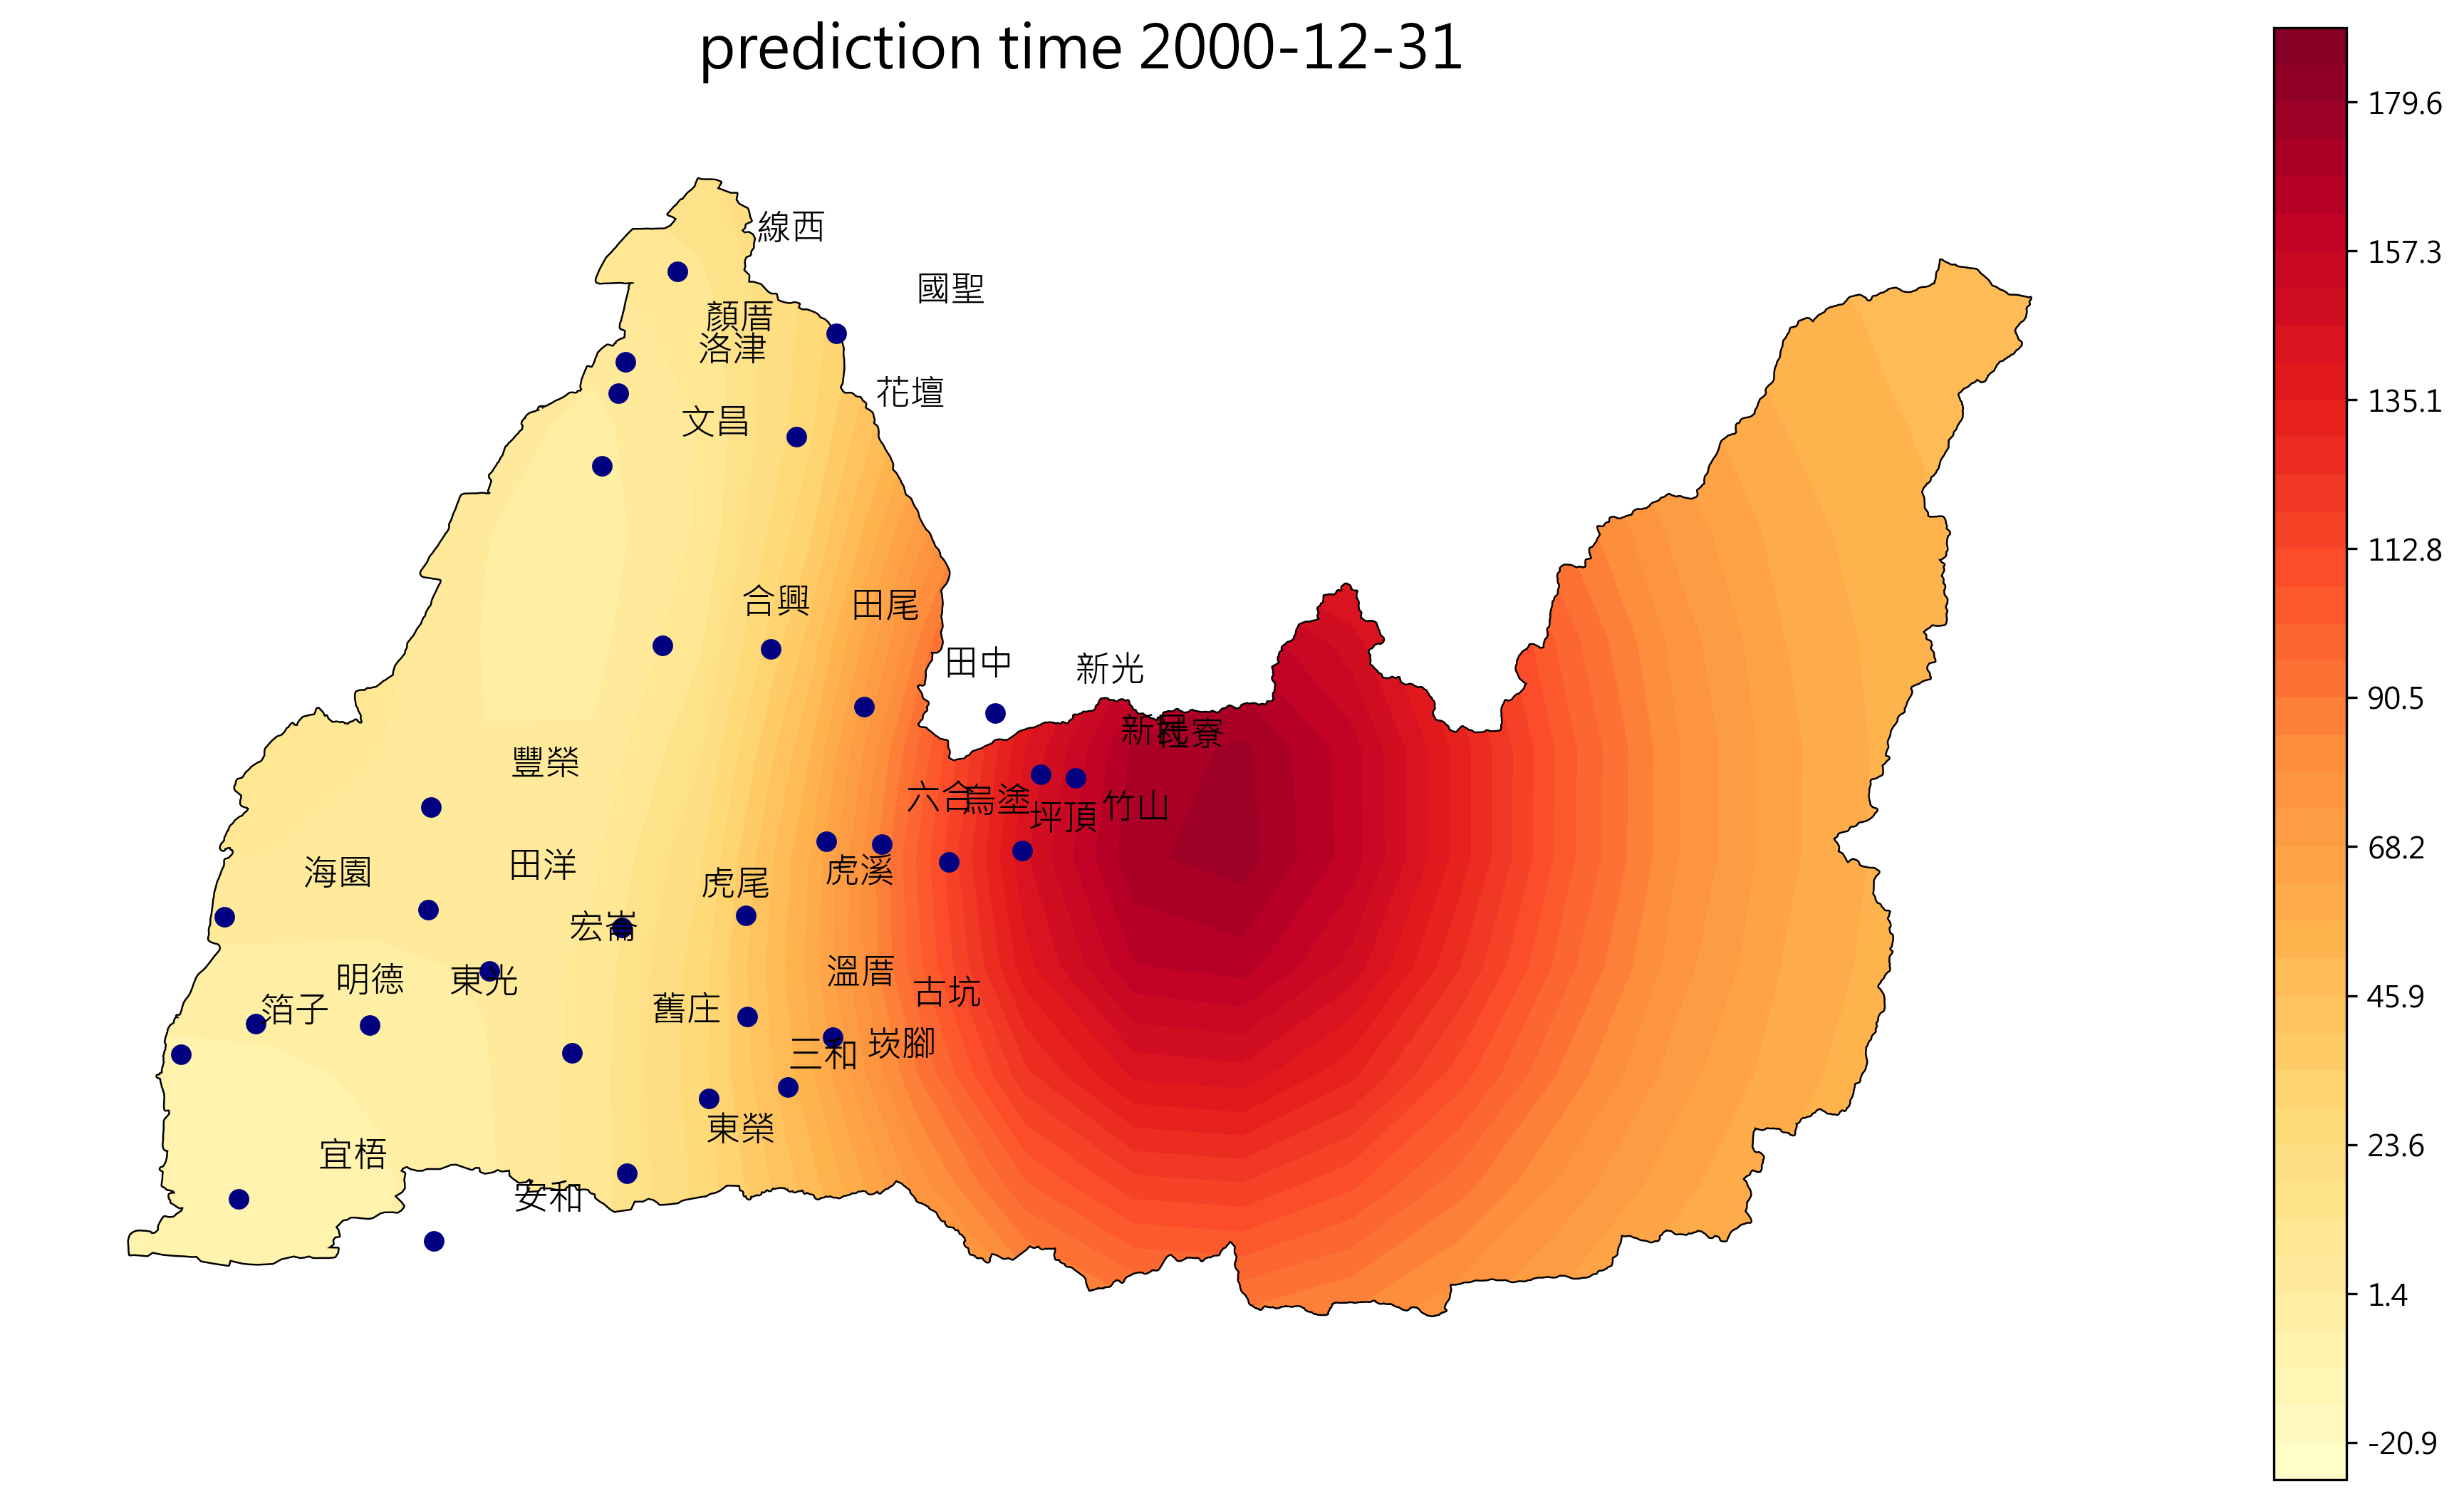 prediction time 2000-12-31
線西
國聖
顏厝
洛津
花壇
文昌
合興
田尾
田中
新光
新民
社寮
豐榮
六合
烏塗
坪頂
竹山
海園
田洋
虎尾
虎溪
宏崙
明德
東光
溫厝
古坑
箔子
舊庄
三和
崁腳
東榮
宜梧
安和
179.6
157.3
135.1
112.8
90.5
68.2
45.9
23.6
1.4
-20.9